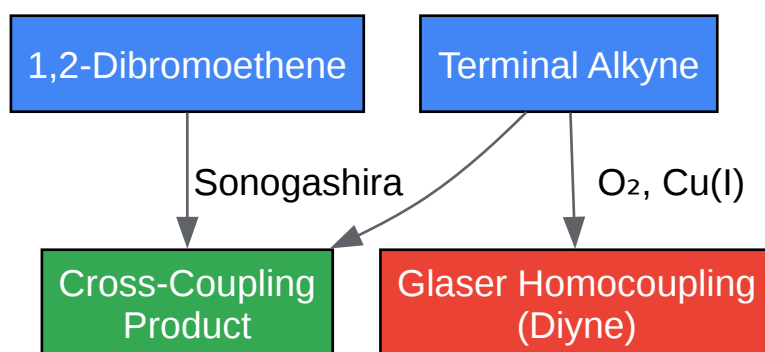 1,2-Dibromoethene
Terminal Alkyne
Sonogashira
O₂, Cu(I)
Cross-Coupling
Product
Glaser Homocoupling
(Diyne)